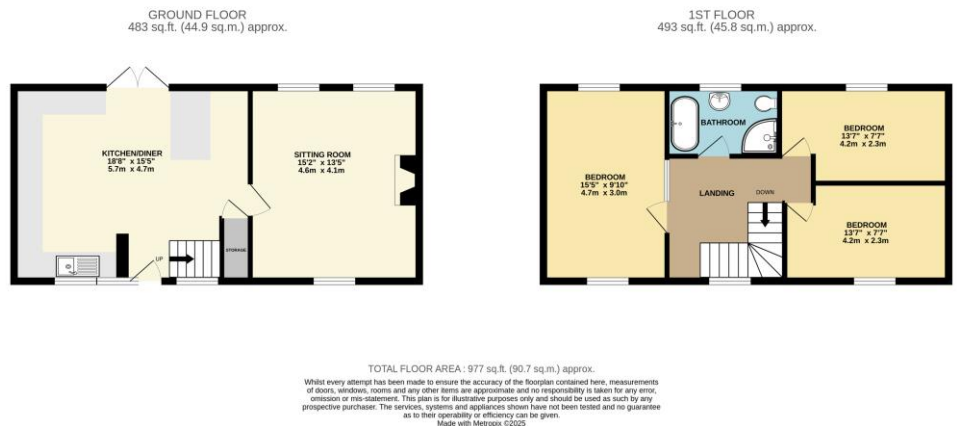 GROUND FLOOR
483 sq.ft. (44.9 sq.m.) approx.
1ST FLOOR
493 sq.ft. (45.8 sq.m.) approx.
KITCHEN/DINER
18'8" x 15'5"
5.7m x 4.7m
SITTING ROOM
15'2" x 13'5"
4.6m x 4.1m
STORAGE
UP
BATHROOM
BEDROOM
13'7" x 7'7"
4.2m x 2.3m
BEDROOM
15'5" x 9'10"
4.7m x 3.0m
LANDING
DOWN
BEDROOM
13'7" x 7'7"
4.2m x 2.3m
TOTAL FLOOR AREA : 977 sq.ft. (90.7 sq.m.) approx.
Whilst every attempt has been made to ensure the accuracy of the floorplan contained here, measurements
of doors, windows, rooms and any other items are approximate and no responsibility is taken for any error,
omission or mis-statement. This plan is for illustrative purposes only and should be used as such by any
prospective purchaser. The services, systems and appliances shown have not been tested and no guarantee
as to their operability or efficiency can be given.
Made with Metropix ©2025